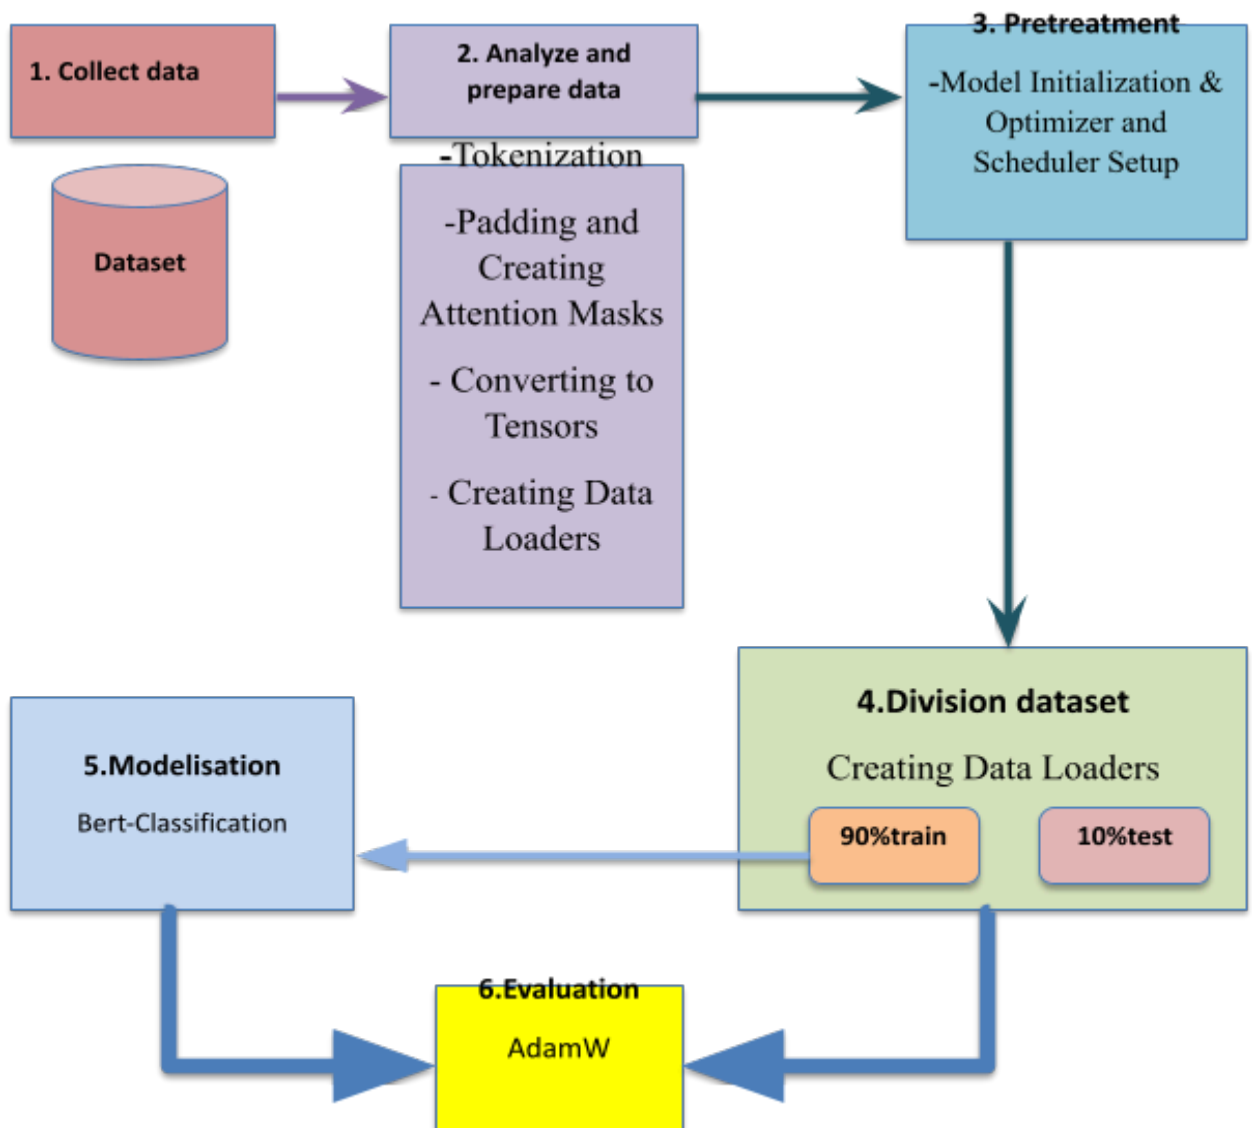 1. Collect data
Dataset
2. Analyze and
prepare data
-Tokenization
-Padding and
Creating
Attention Masks
- Converting to
Tensors
- Creating Data
Loaders
3. Pretreatment
-Model Initialization &
Optimizer and
Scheduler Setup
4.Division dataset
Creating Data Loaders
90%train
10%test
5.Modelisation
Bert-Classification
6.Evaluation
AdamW